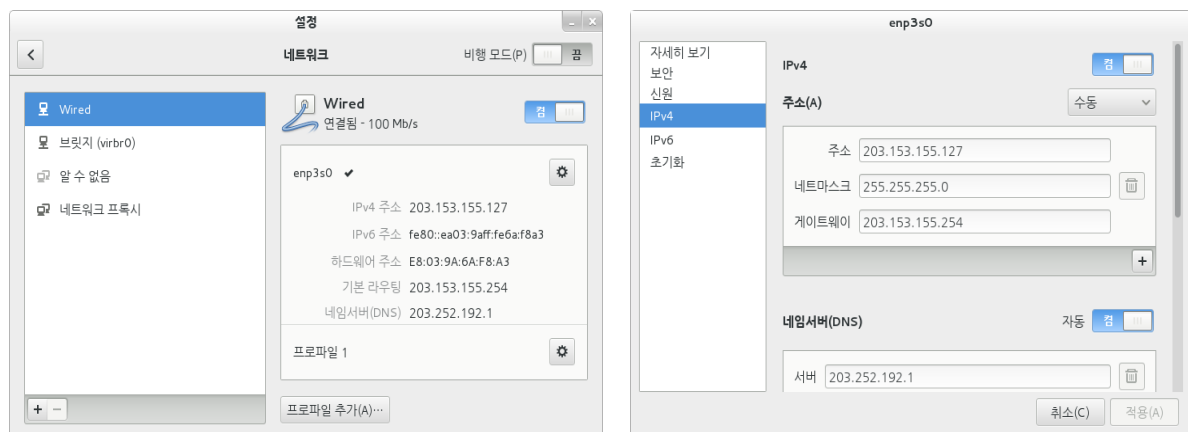 설정
네트워크
비행 모드(P) 끔
Wired
브릿지 (virbr0)
알 수 없음
네트워크 프록시
+ −
Wired
연결됨 - 100 Mb/s
켬
enp3s0 ✔
IPv4 주소 203.153.155.127
IPv6 주소 fe80::ea03:9aff:fe6a:f8a3
하드웨어 주소 E8:03:9A:6A:F8:A3
기본 라우팅 203.153.155.254
네임서버(DNS) 203.252.192.1
프로파일 1
프로파일 추가(A)…
enp3s0
자세히 보기
보안
신원
IPv4
IPv6
초기화
IPv4 켬
주소(A) 수동
주소 203.153.155.127
네트마스크 255.255.255.0
게이트웨이 203.153.155.254
+
네임서버(DNS) 자동 켬
서버 203.252.192.1
취소(C) 적용(A)